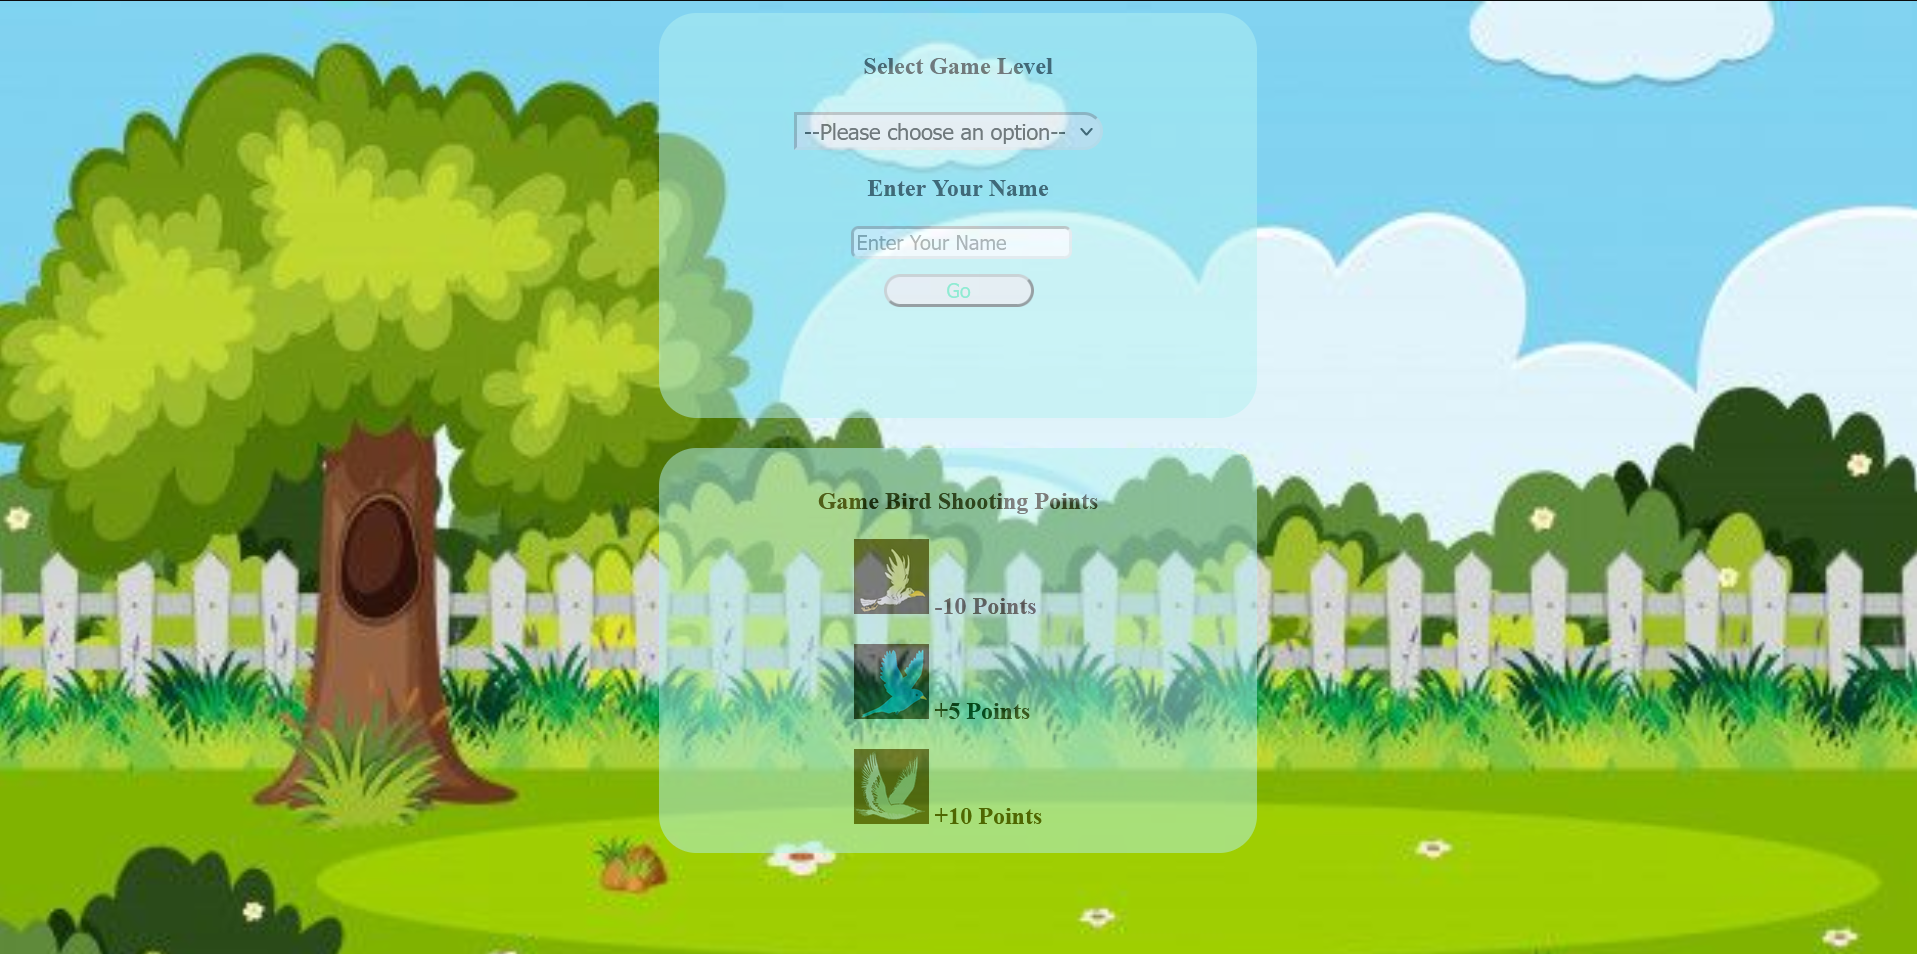 Select Game Level
--Please choose an option--
Enter Your Name
Enter Your Name
Go
Game Bird Shooting Points
-10 Points
+5 Points
+10 Points